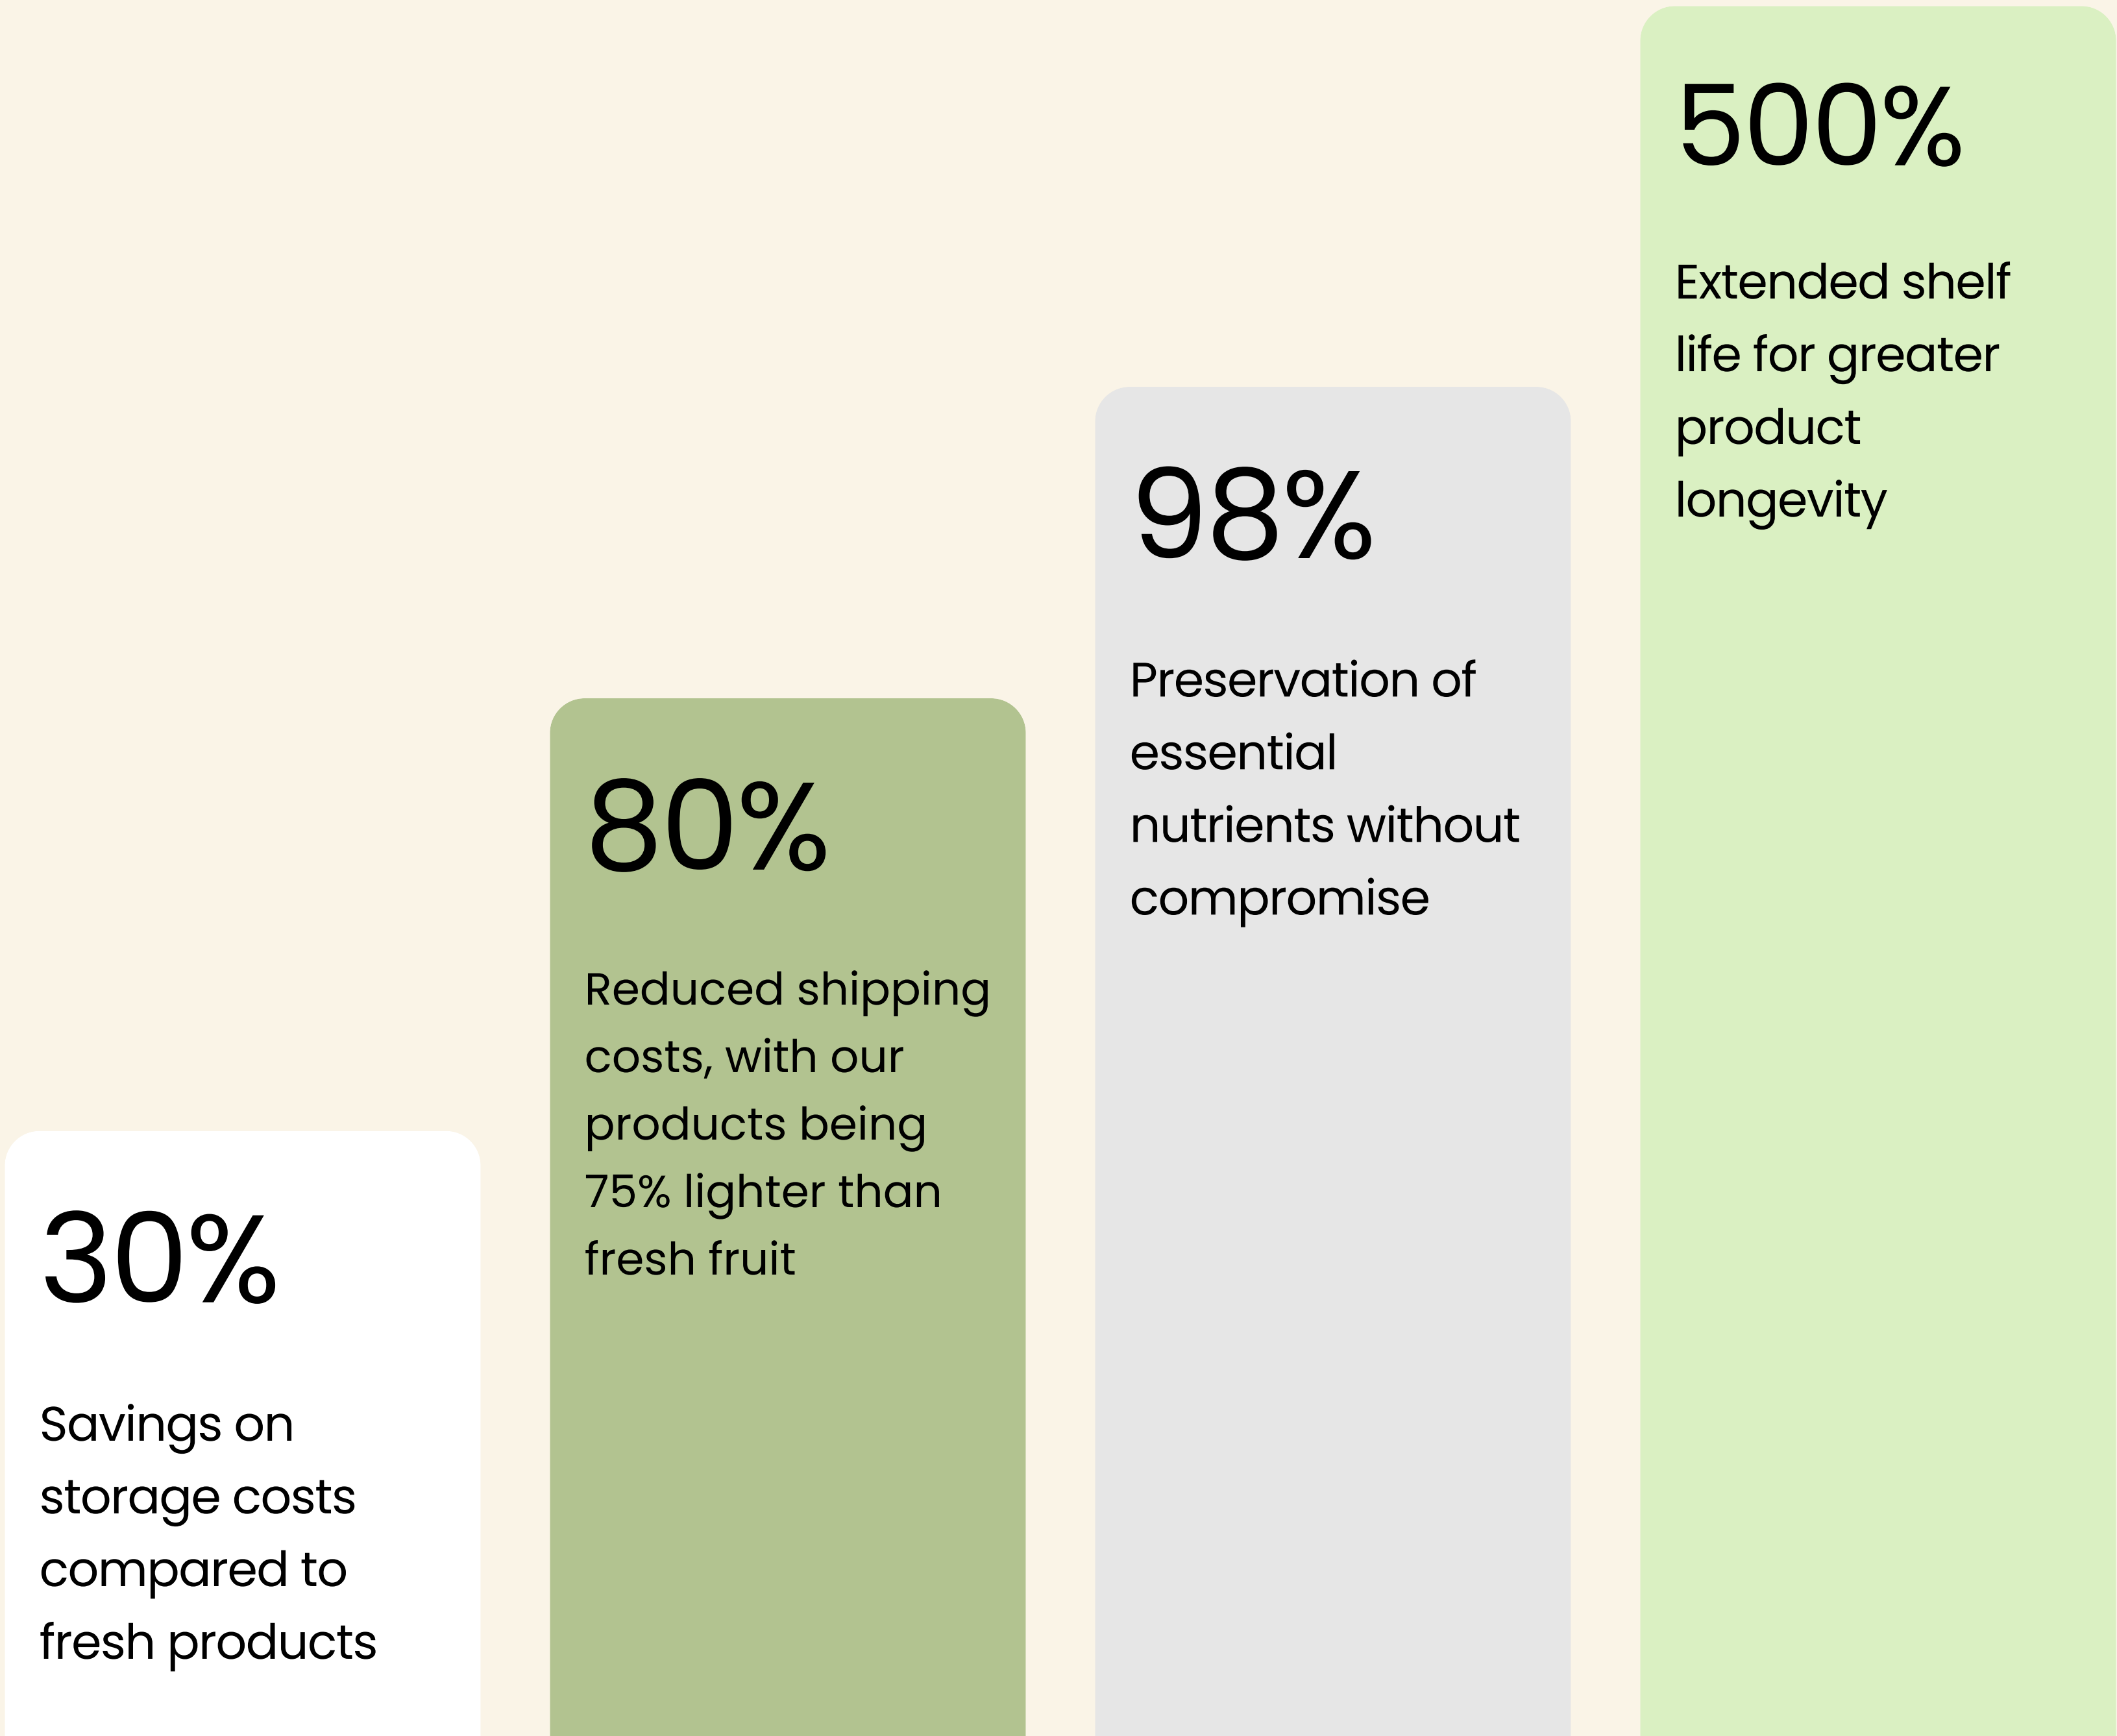 30%
Savings on
storage costs
compared to
fresh products
80%
Reduced shipping
costs, with our
products being
75% lighter than
fresh fruit
98%
Preservation of
essential
nutrients without
compromise
500%
Extended shelf
life for greater
product
longevity